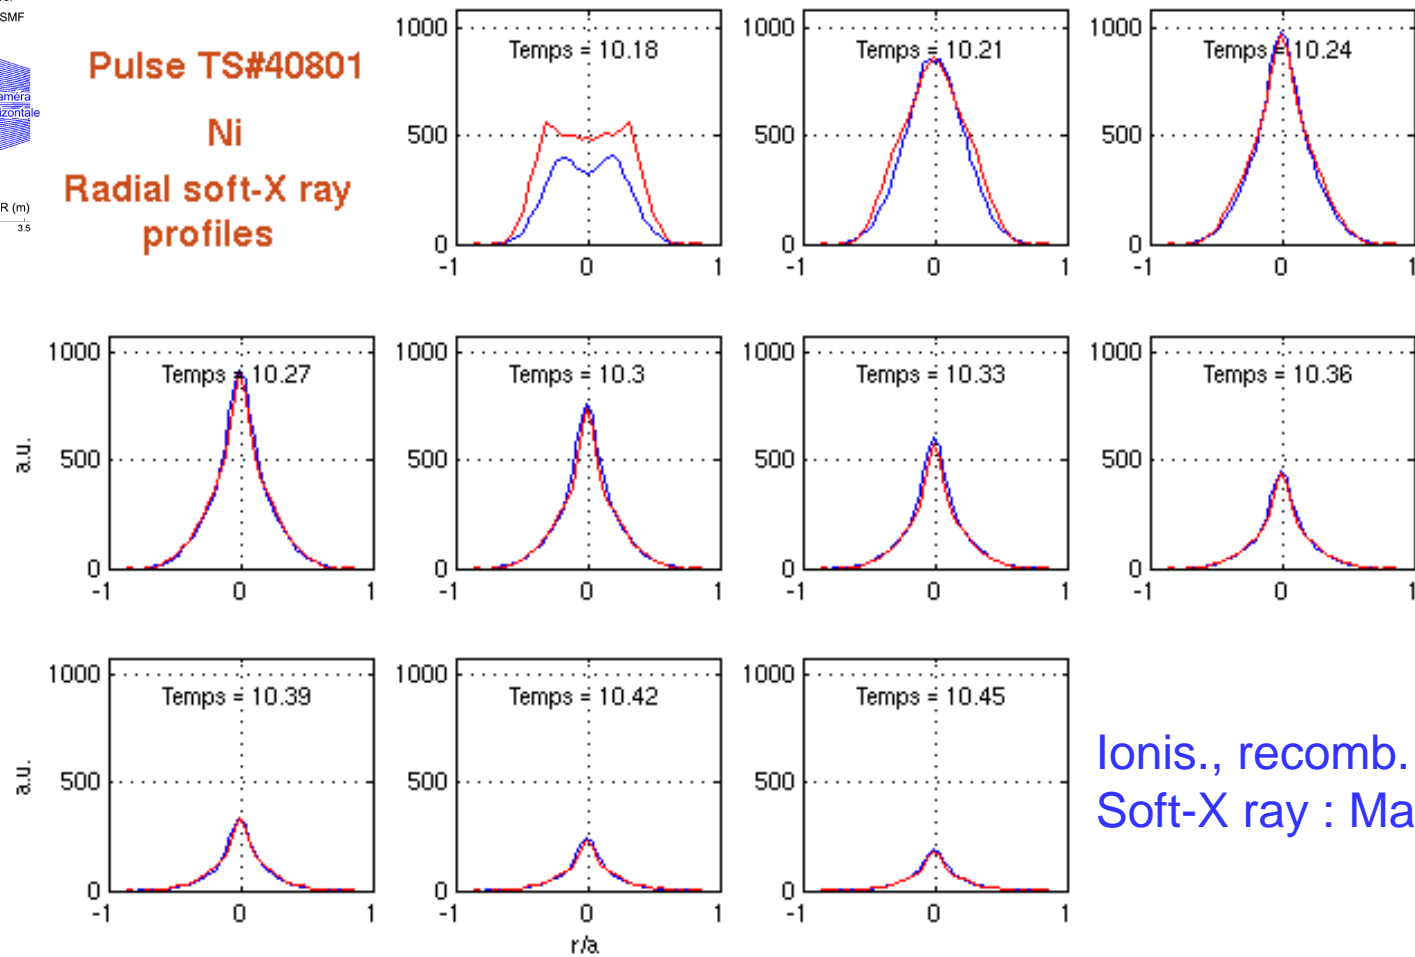 SMF
améra
izontale
R (m)
3.5
Pulse TS#40801
Ni
Radial soft-X ray
profiles
1000
500
0
-1
0
1
Temps = 10.18
1000
500
0
-1
0
1
Temps = 10.21
1000
500
0
-1
0
1
Temps = 10.24
a.u.
1000
500
0
-1
0
1
Temps = 10.27
1000
500
0
-1
0
1
Temps = 10.3
1000
500
0
-1
0
1
Temps = 10.33
1000
500
0
-1
0
1
Temps = 10.36
a.u.
1000
500
0
-1
0
1
Temps = 10.39
1000
500
0
-1
0
1
r/a
Temps = 10.42
1000
500
0
-1
0
1
Temps = 10.45
Ionis., recomb.
Soft-X ray : Ma